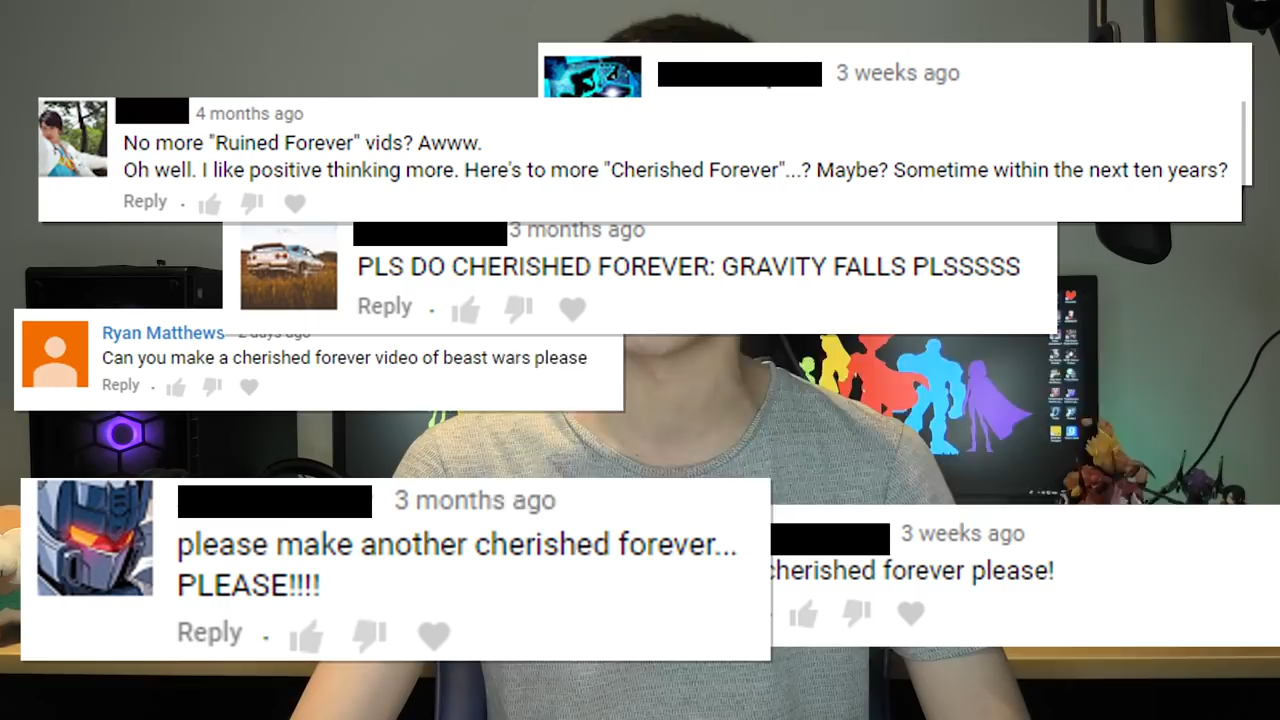 3 weeks ago
4 months ago
No more "Ruined Forever" vids? Awww.
Oh well. I like positive thinking more. Here's to more "Cherished Forever"...? Maybe? Sometime within the next ten years?
Reply .
3 months ago
PLS DO CHERISHED FOREVER: GRAVITY FALLS PLSSSSS
Reply .
Ryan Matthews 2 days ago
Can you make a cherished forever video of beast wars please
Reply .
3 months ago
please make another cherished forever...
PLEASE!!!!
Reply .
3 weeks ago
cherished forever please!